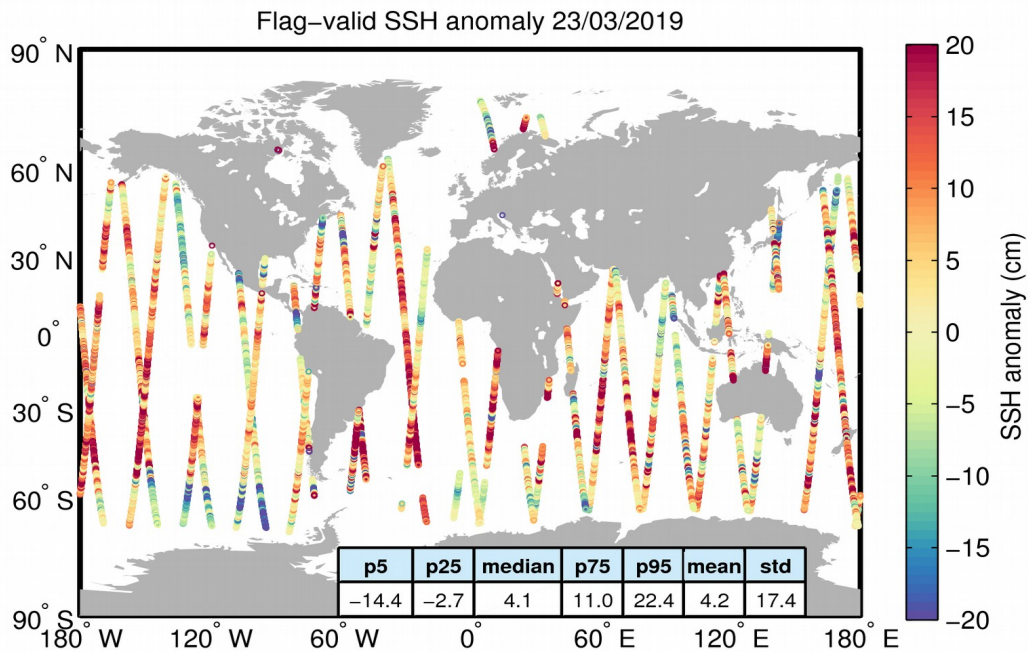 Flag−valid SSH anomaly 23/03/2019
90° N
60° N
30° N
0°
30° S
60° S
90° S
180° W
120° W
60° W
0°
60° E
120° E
180° E
p5 p25 median p75 p95 mean std
−14.4 −2.7 4.1 11.0 22.4 4.2 17.4
20
15
10
5
0
−5
−10
−15
−20
SSH anomaly (cm)